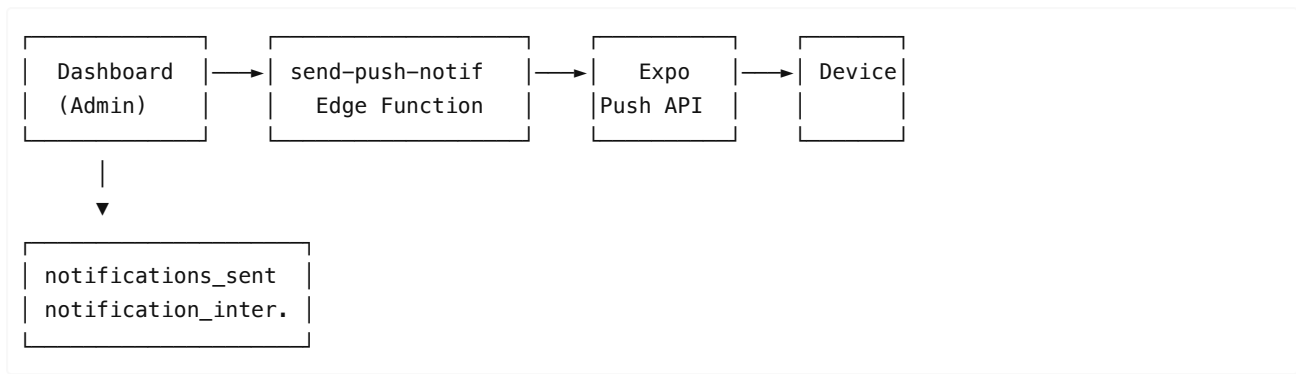 Dashboard
(Admin)
send-push-notif
Edge Function
Expo
Push API
Device
notifications_sent
notification_inter.